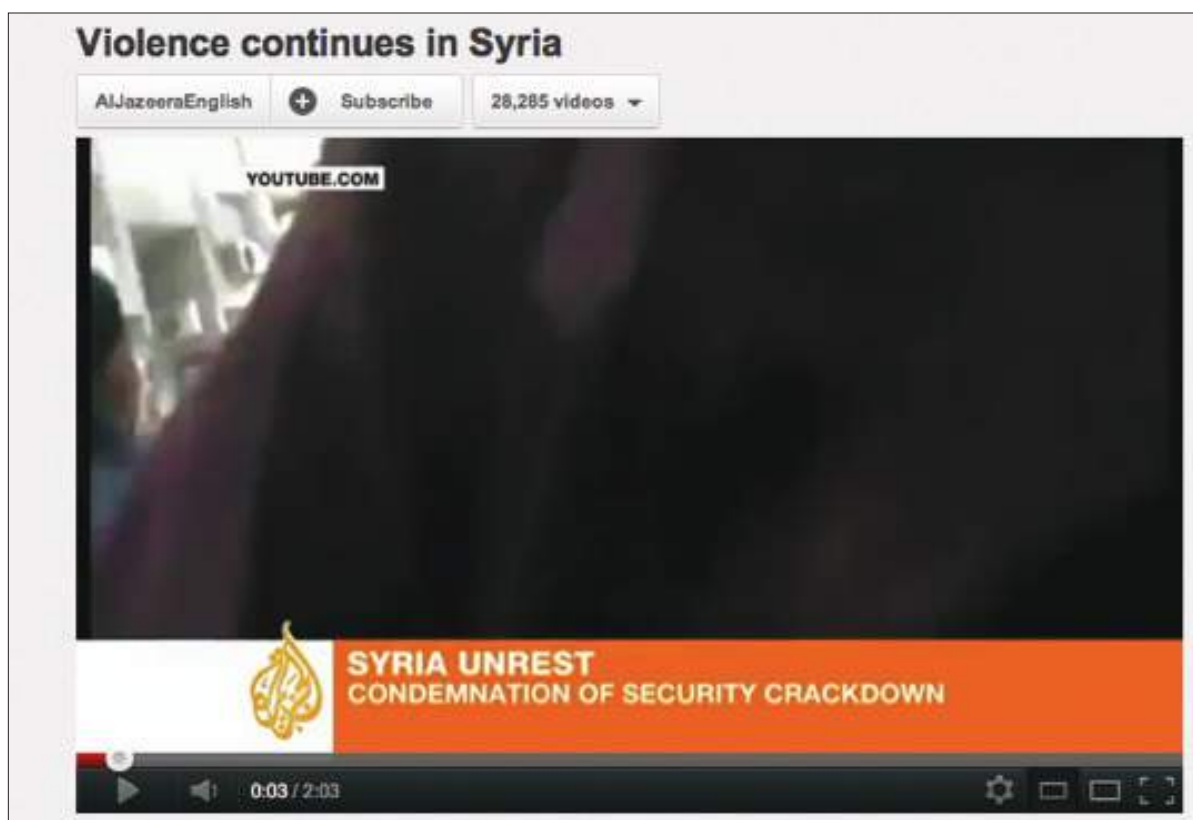 Violence continues in Syria
AlJazeeraEnglish Subscribe 28,285 videos
YOUTUBE.COM
SYRIA UNREST
CONDEMNATION OF SECURITY CRACKDOWN
0:03 / 2:03